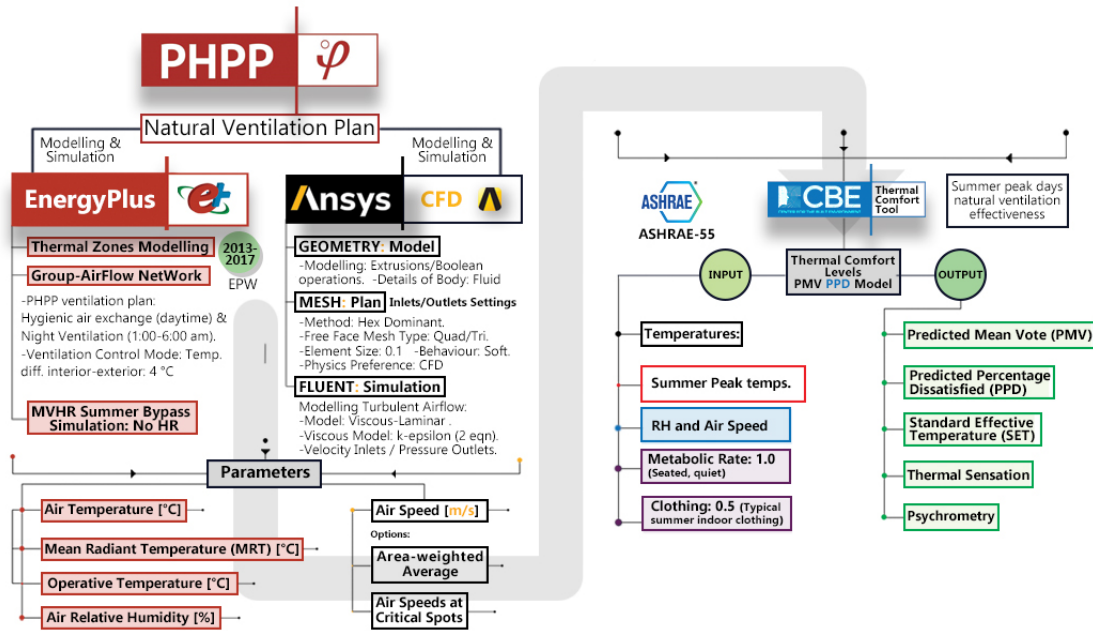 PHPP
Natural Ventilation Plan
Modelling &
Simulation
Modelling &
Simulation
EnergyPlus
Ansys
CFD
Thermal Zones Modelling
2013-
2017
EPW
Group-AirFlow NetWork
-PHPP ventilation plan:
Hygienic air exchange (daytime) &
Night Ventilation (1:00-6:00 am).
-Ventilation Control Mode: Temp.
diff. interior-exterior: 4 °C
MVHR Summer Bypass
Simulation: No HR
GEOMETRY: Model
-Modelling: Extrusions/Boolean
operations. -Details of Body: Fluid
MESH: Plan Inlets/Outlets Settings
-Method: Hex Dominant.
-Free Face Mesh Type: Quad/Tri.
-Element Size: 0.1 -Behaviour: Soft.
-Physics Preference: CFD
FLUENT: Simulation
Modelling Turbulent Airflow:
-Model: Viscous-Laminar .
-Viscous Model: k-epsilon (2 eqn).
-Velocity Inlets / Pressure Outlets.
Parameters
Air Temperature [°C]
Mean Radiant Temperature (MRT) [°C]
Operative Temperature [°C]
Air Relative Humidity [%]
Air Speed [m/s]
Options:
Area-weighted
Average
Air Speeds at
Critical Spots
ASHRAE
ASHRAE-55
CBE
CENTER FOR THE BUILT ENVIRONMENT
Thermal
Comfort
Tool
Summer peak days
natural ventilation
effectiveness
INPUT
Thermal Comfort
Levels
PMV PPD Model
OUTPUT
Temperatures:
Summer Peak temps.
RH and Air Speed
Metabolic Rate: 1.0
(Seated, quiet)
Clothing: 0.5 (Typical
summer indoor clothing)
Predicted Mean Vote (PMV)
Predicted Percentage
Dissatisfied (PPD)
Standard Effective
Temperature (SET)
Thermal Sensation
Psychrometry